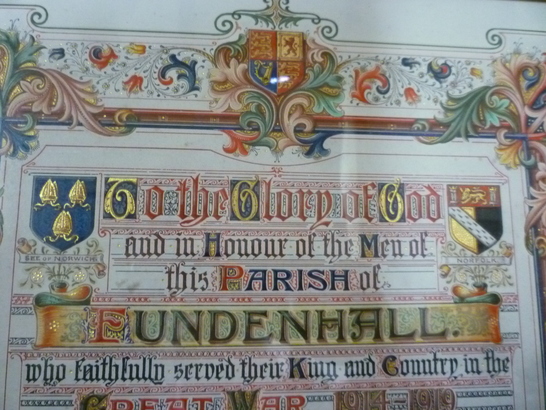 To the Glory of God
SEE OF NORWICH
and in Honour of the Men of
NORFOLK
this PARISH of
FUNDENHALL.
who faithfully served their King and Country in the
GREAT WAR 1914-1919